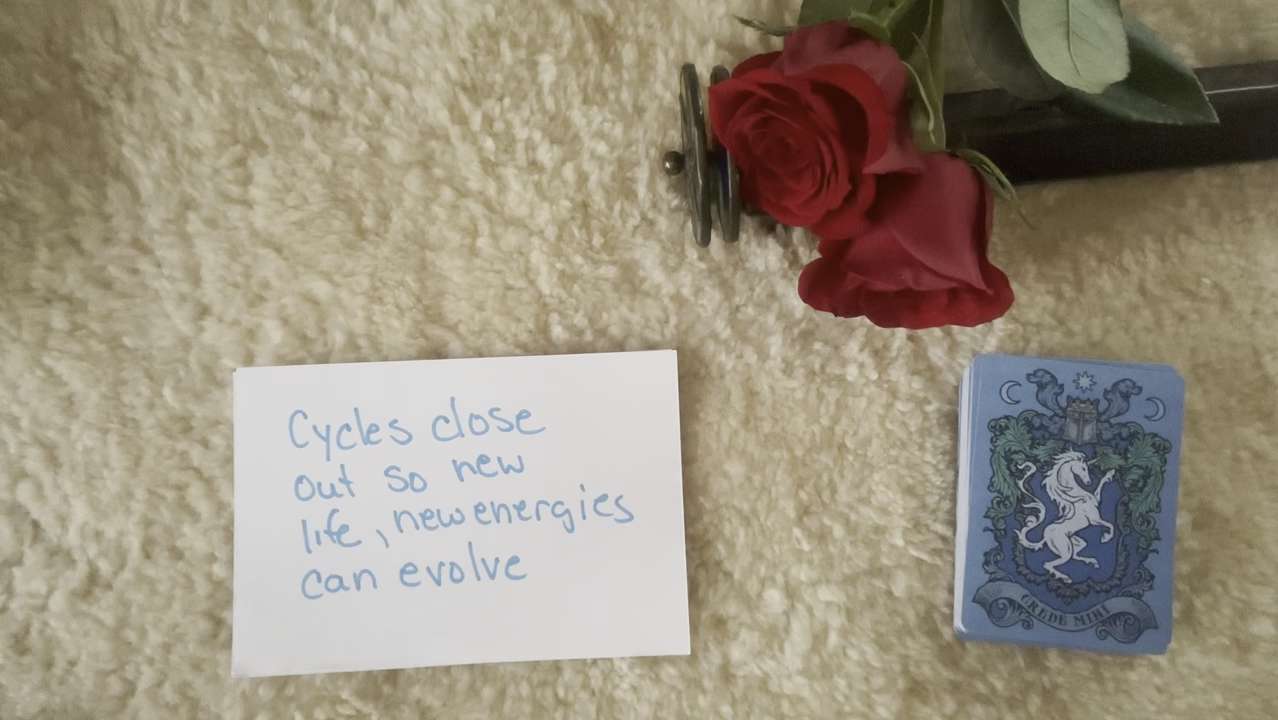 Cycles close
out so new
life, new energies
can evolve
CREDE MIHI